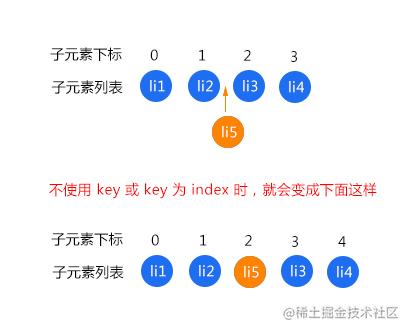 子元素下标 0 1 2 3
子元素列表 li1 li2 li3 li4
li5
不使用 key 或 key 为 index 时，就会变成下面这样
子元素下标 0 1 2 3 4
子元素列表 li1 li2 li5 li3 li4
@稀土掘金技术社区